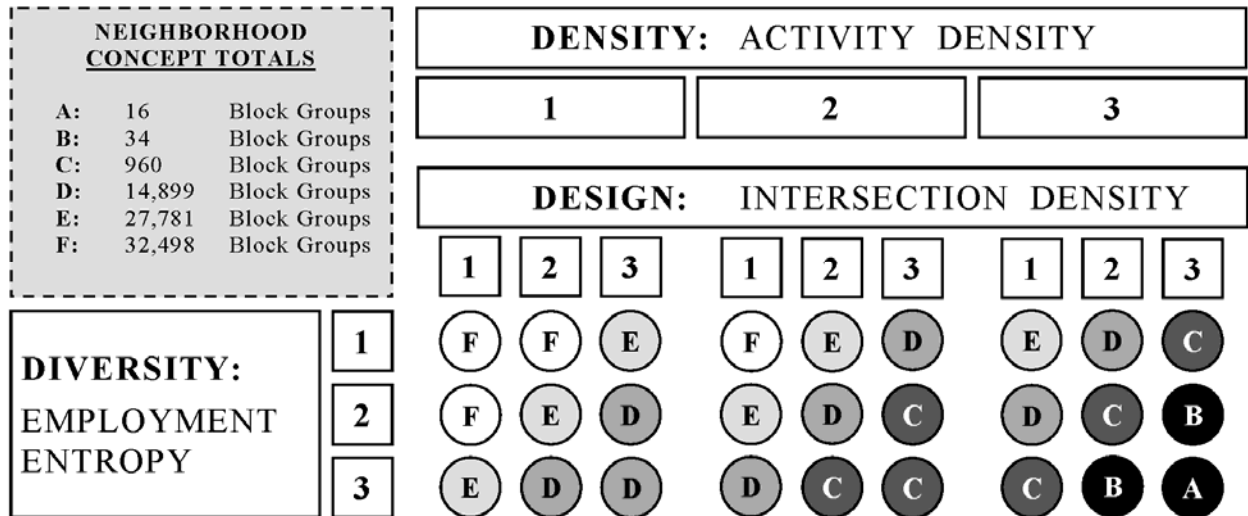 NEIGHBORHOOD
CONCEPT TOTALS
A: 16 Block Groups
B: 34 Block Groups
C: 960 Block Groups
D: 14,899 Block Groups
E: 27,781 Block Groups
F: 32,498 Block Groups
DENSITY: ACTIVITY DENSITY
1 2 3
DESIGN: INTERSECTION DENSITY
1 2 3 1 2 3 1 2 3
DIVERSITY:
EMPLOYMENT
ENTROPY
1 F F E F E D E D C
2 F E D E D C D C B
3 E D D D C C C B A